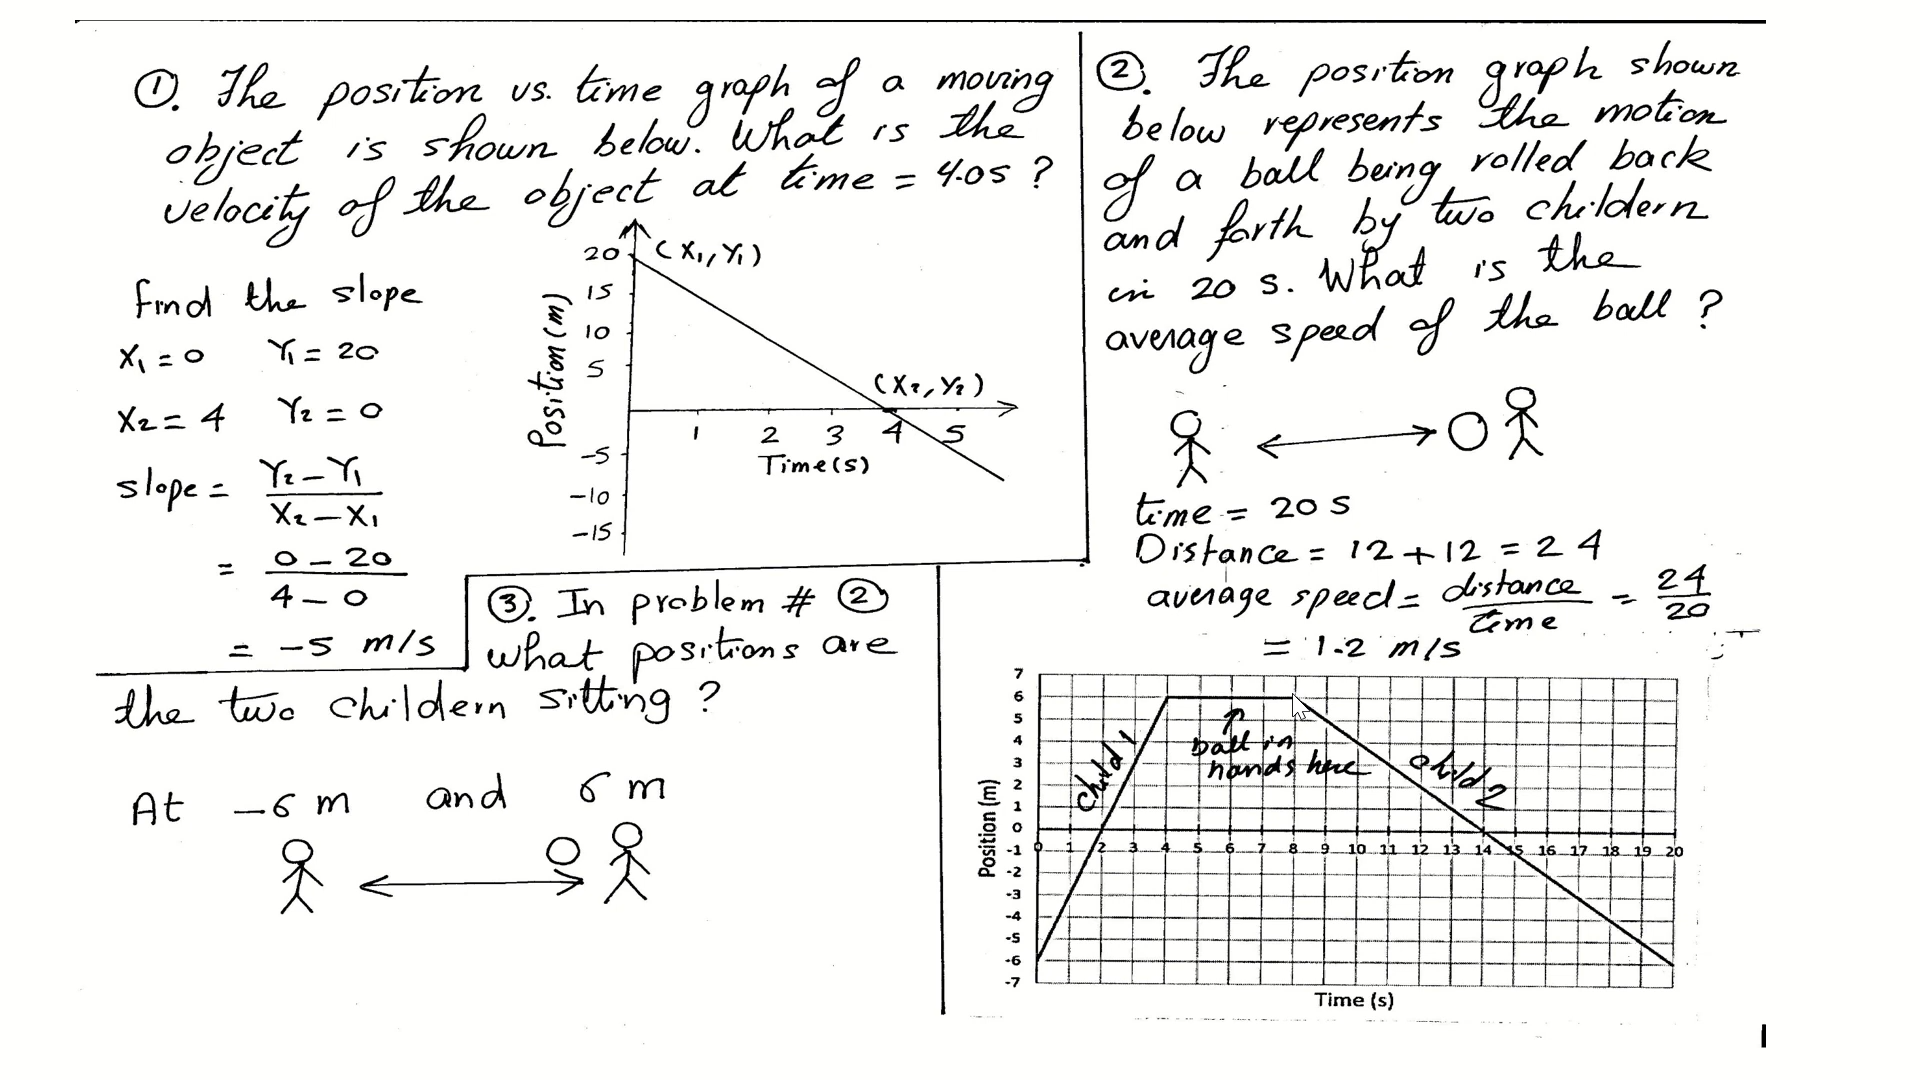 ①. The position vs. time graph of a moving
object is shown below. What is the
velocity of the object at time = 4.0s ?
find the slope
X₁ = 0 Y₁ = 20
X₂ = 4 Y₂ = 0
slope = Y₂ – Y₁
X₂ – X₁
= 0 – 20
4 – 0
= –5 m/s
(X₁, Y₁)
20
15
10
5
–5
–10
–15
Position (m)
(X₂, Y₂)
1 2 3 4 5
Time (s)
②. The position graph shown
below represents the motion
of a ball being rolled back
and forth by two childern
in 20 s. What is the
average speed of the ball ?
time = 20 s
Distance = 12 + 12 = 24
average speed = distance = 24
time 20
= 1.2 m/s
③. In problem # ②
what positions are
the two childern sitting ?
At –6 m and 6 m
7
6
5
4
3
2
1
0
-1
-2
-3
-4
-5
-6
-7
Position (m)
child 1
ball in
hands here
child 2
0 1 2 3 4 5 6 7 8 9 10 11 12 13 14 15 16 17 18 19 20
Time (s)